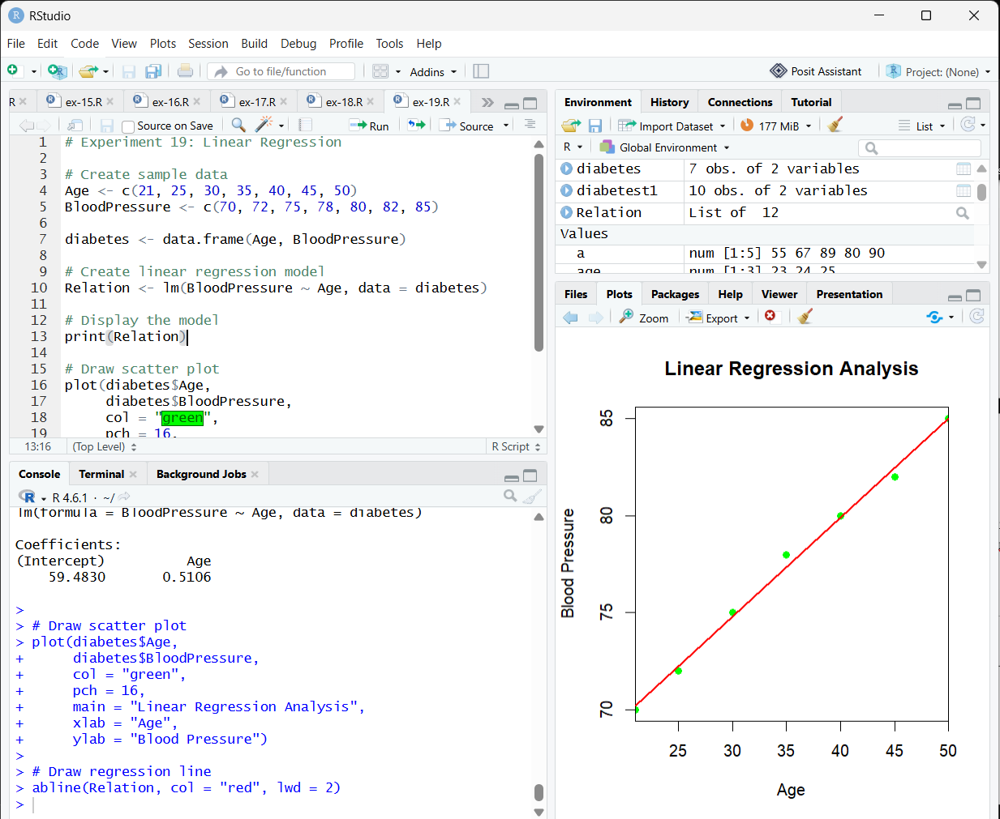 RStudio
File Edit Code View Plots Session Build Debug Profile Tools Help
Go to file/function Addins Posit Assistant Project: (None)
R ex-15.R ex-16.R ex-17.R ex-18.R ex-19.R
Source on Save Run Source
1 # Experiment 19: Linear Regression
2
3 # Create sample data
4 Age <- c(21, 25, 30, 35, 40, 45, 50)
5 BloodPressure <- c(70, 72, 75, 78, 80, 82, 85)
6
7 diabetes <- data.frame(Age, BloodPressure)
8
9 # Create linear regression model
10 Relation <- lm(BloodPressure ~ Age, data = diabetes)
11
12 # Display the model
13 print(Relation)
14
15 # Draw scatter plot
16 plot(diabetes$Age,
17 diabetes$BloodPressure,
18 col = "green",
19 pch = 16,
13:16 (Top Level) R Script
Console Terminal Background Jobs
R 4.6.1 · ~/
lm(formula = BloodPressure ~ Age, data = diabetes)
Coefficients:
(Intercept) Age
59.4830 0.5106
>
> # Draw scatter plot
> plot(diabetes$Age,
+ diabetes$BloodPressure,
+ col = "green",
+ pch = 16,
+ main = "Linear Regression Analysis",
+ xlab = "Age",
+ ylab = "Blood Pressure")
>
> # Draw regression line
> abline(Relation, col = "red", lwd = 2)
>
Environment History Connections Tutorial
Import Dataset 177 MiB List
R Global Environment
diabetes 7 obs. of 2 variables
diabetest1 10 obs. of 2 variables
Relation List of 12
Values
a num [1:5] 55 67 89 80 90
age num [1:3] 23 24 25
Files Plots Packages Help Viewer Presentation
Zoom Export
Linear Regression Analysis
85
80
75
70
Blood Pressure
25 30 35 40 45 50
Age